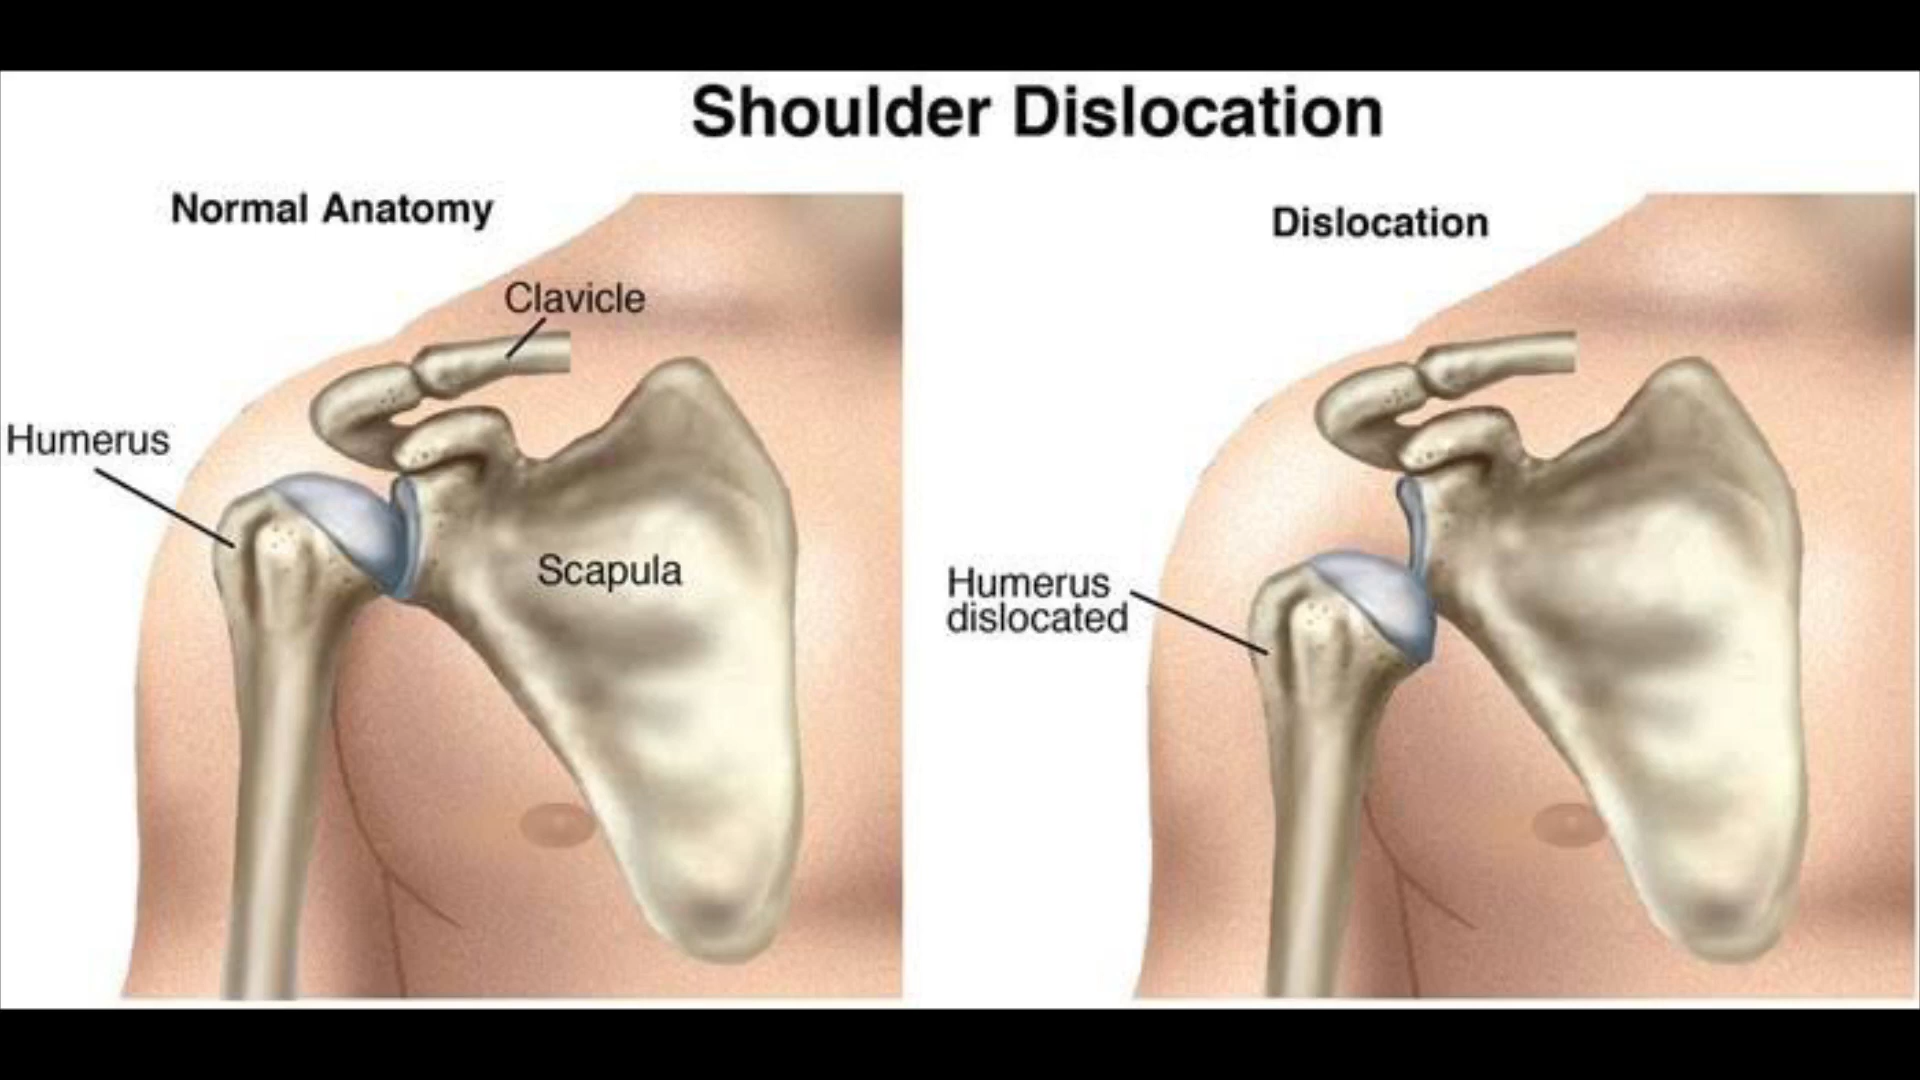 Shoulder Dislocation
Normal Anatomy
Clavicle
Humerus
Scapula
Dislocation
Humerus
dislocated